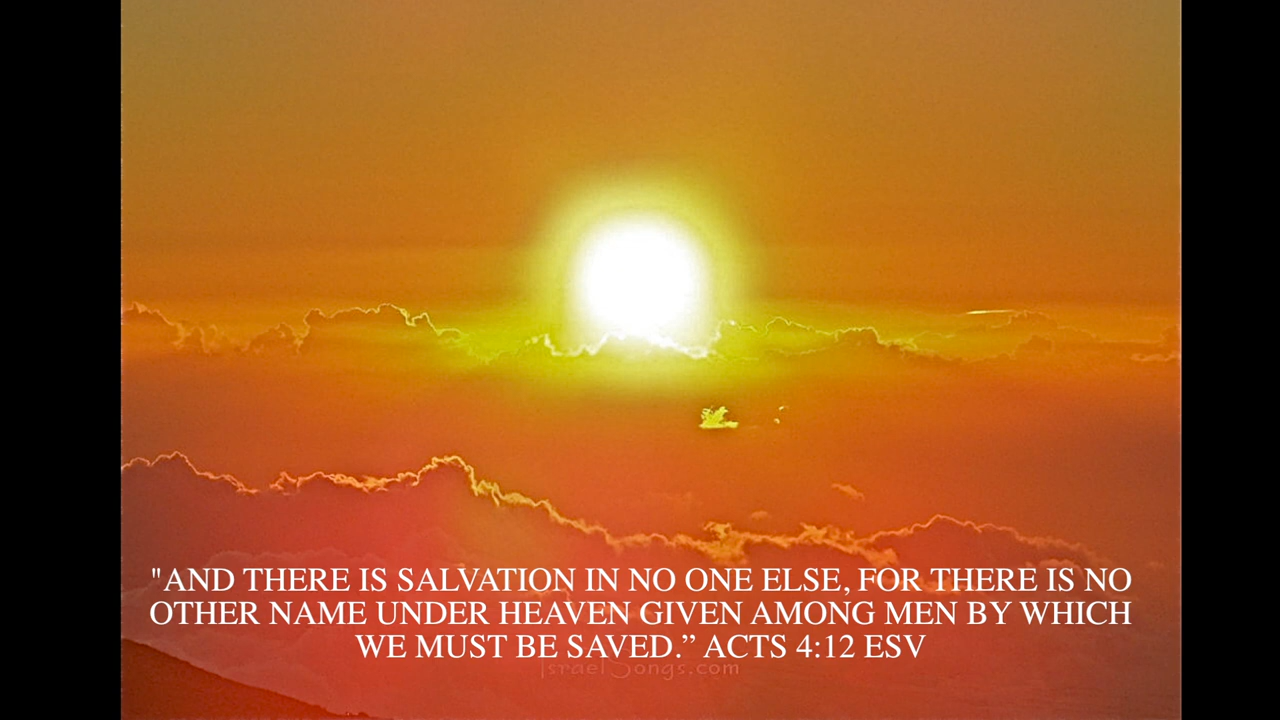 "AND THERE IS SALVATION IN NO ONE ELSE, FOR THERE IS NO
OTHER NAME UNDER HEAVEN GIVEN AMONG MEN BY WHICH
WE MUST BE SAVED.” ACTS 4:12 ESV
IsraelSongs.com